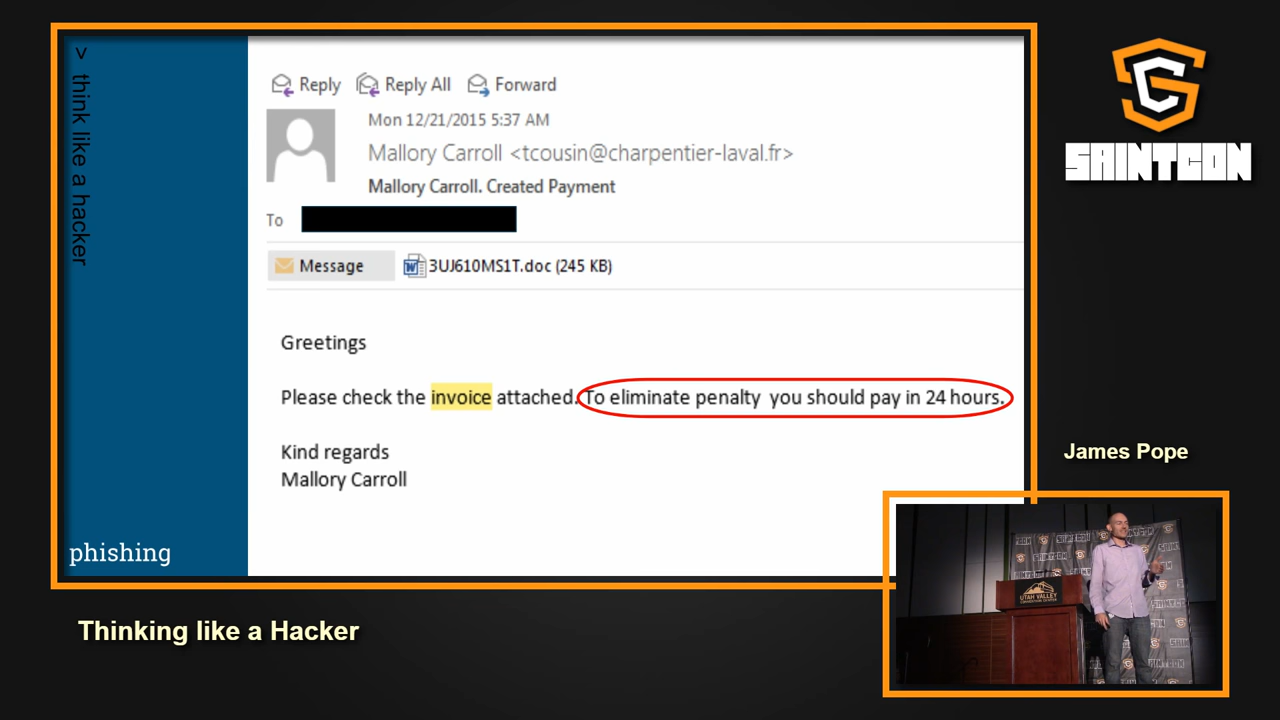 > think like a hacker
Reply Reply All Forward
Mon 12/21/2015 5:37 AM
Mallory Carroll <tcousin@charpentier-laval.fr>
Mallory Carroll. Created Payment
To
Message 3UJ610MS1T.doc (245 KB)
Greetings
Please check the invoice attached. To eliminate penalty  you should pay in 24 hours.
Kind regards
Mallory Carroll
phishing
SAINTCON
James Pope
UTAH VALLEY
Thinking like a Hacker